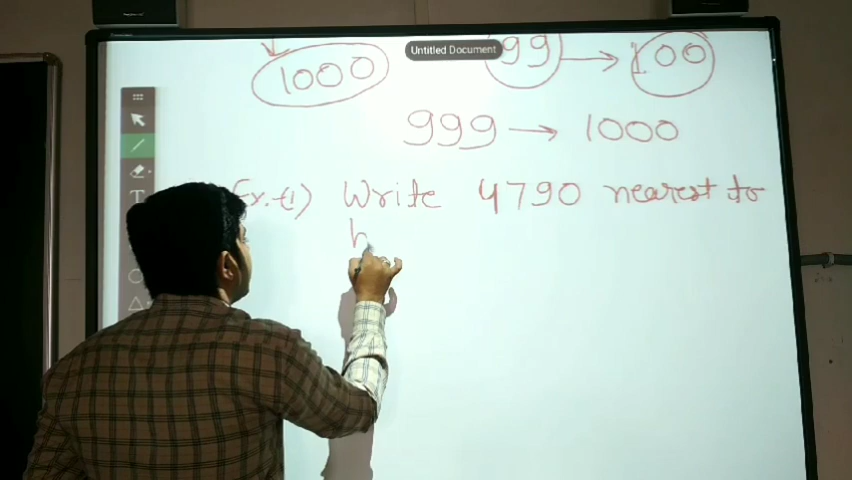 Untitled Document
1000 99 → 100
999 → 1000
Ex.(1) Write 4790 nearest to
h